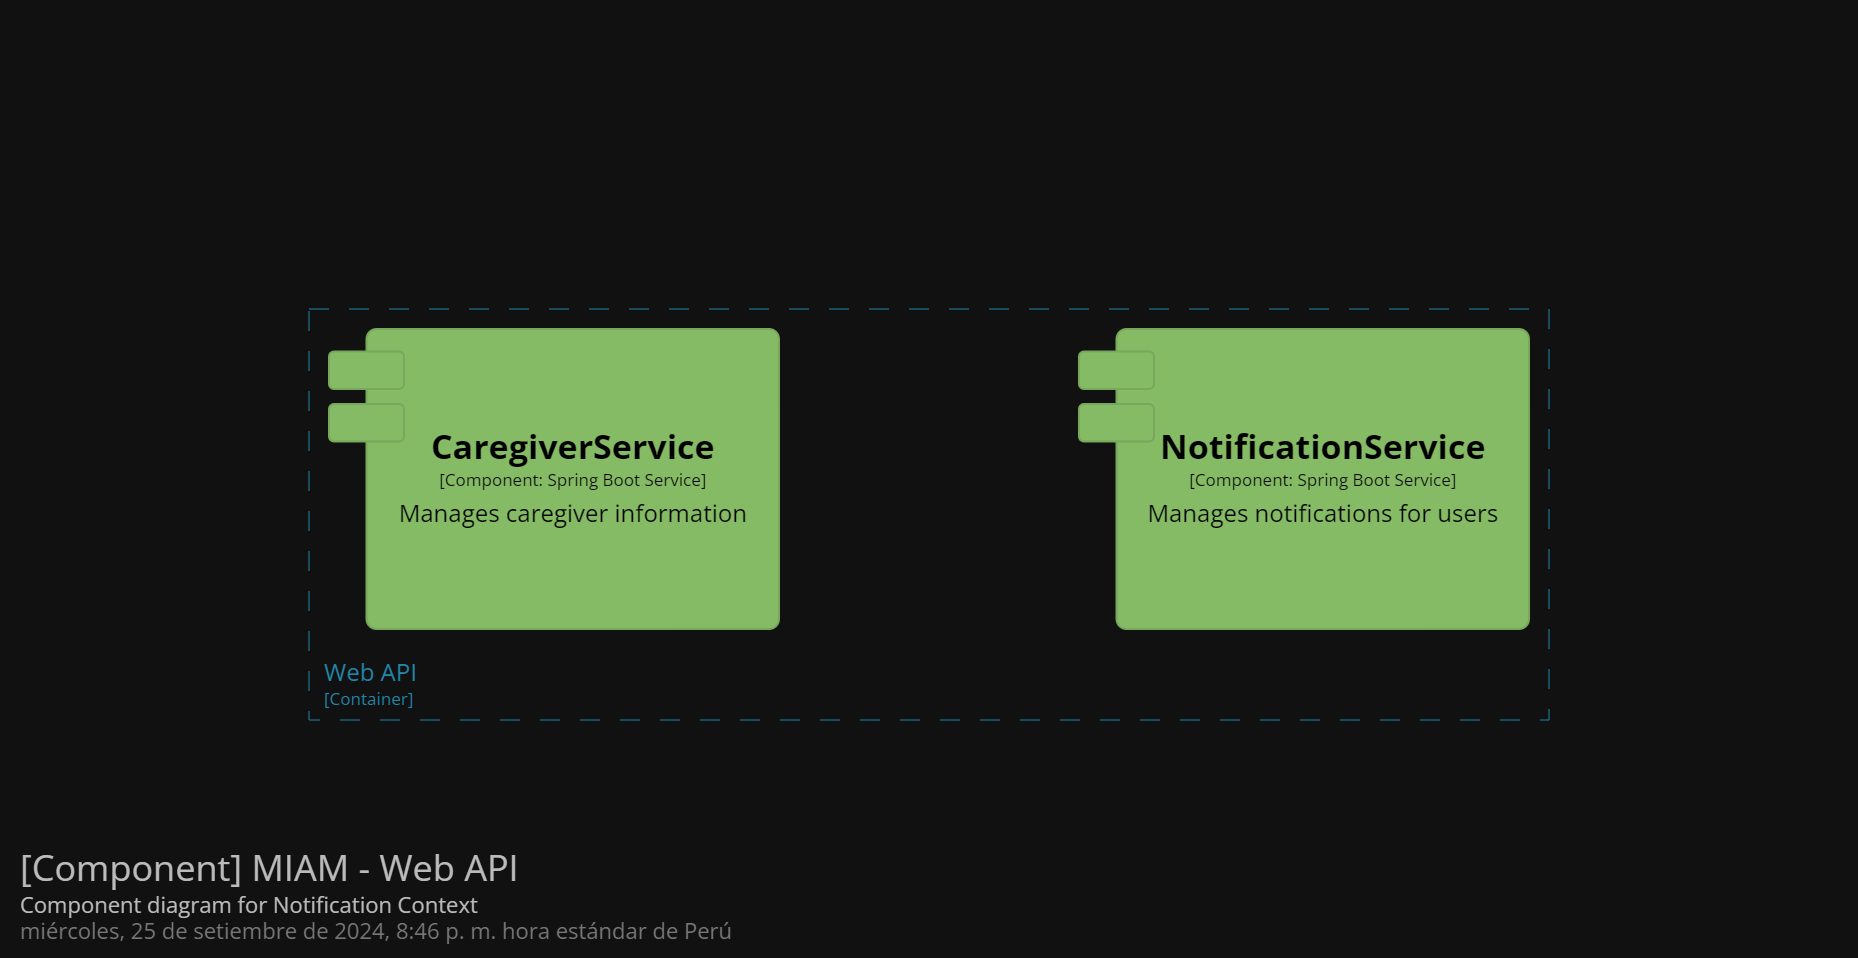 CaregiverService
[Component: Spring Boot Service]
Manages caregiver information
NotificationService
[Component: Spring Boot Service]
Manages notifications for users
Web API
[Container]
[Component] MIAM - Web API
Component diagram for Notification Context
miércoles, 25 de setiembre de 2024, 8:46 p. m. hora estándar de Perú